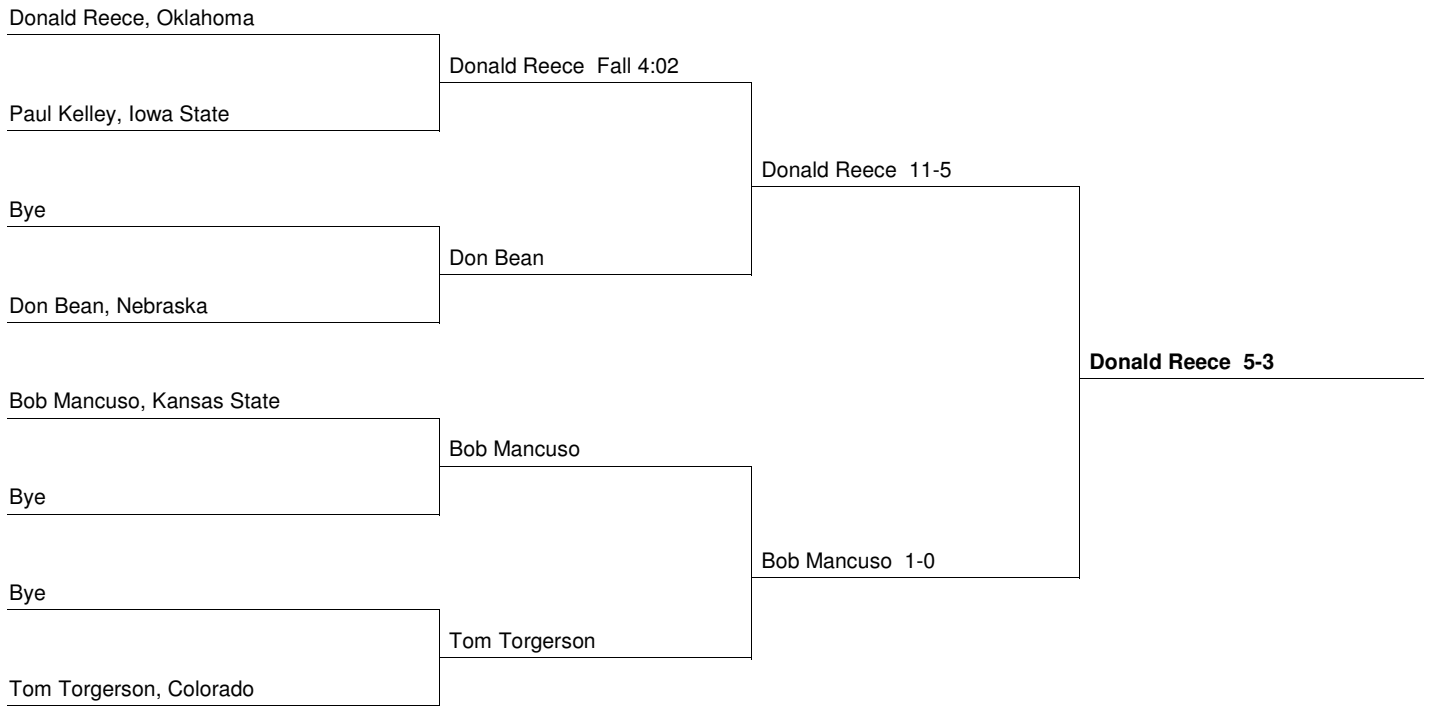 Donald Reece, Oklahoma
Donald Reece  Fall 4:02
Paul Kelley, Iowa State
Donald Reece  11-5
Bye
Don Bean
Don Bean, Nebraska
Donald Reece  5-3
Bob Mancuso, Kansas State
Bob Mancuso
Bye
Bob Mancuso  1-0
Bye
Tom Torgerson
Tom Torgerson, Colorado